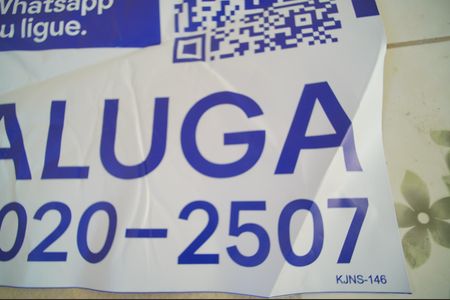 Whatsapp
u ligue.
ALUGA
020-2507
KJNS-146